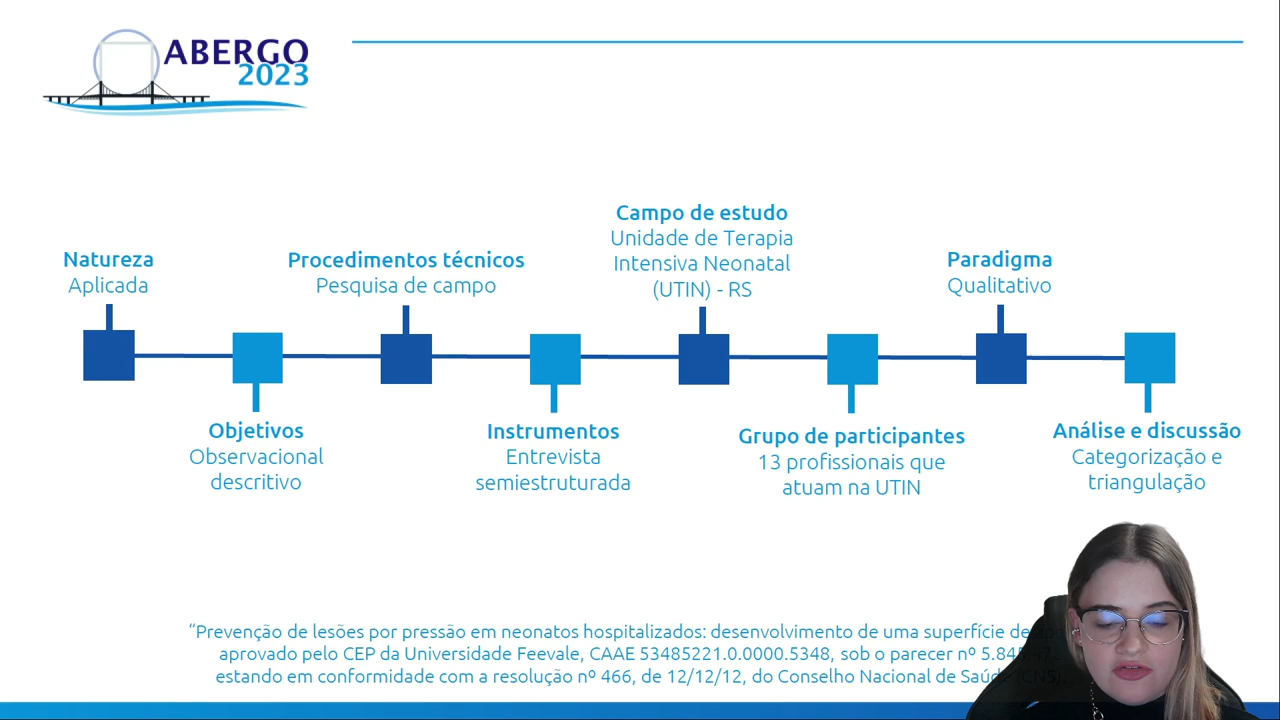 ABERGO
2023
Natureza
Aplicada
Procedimentos técnicos
Pesquisa de campo
Campo de estudo
Unidade de Terapia
Intensiva Neonatal
(UTIN) - RS
Paradigma
Qualitativo
Objetivos
Observacional
descritivo
Instrumentos
Entrevista
semiestruturada
Grupo de participantes
13 profissionais que
atuam na UTIN
Análise e discussão
Categorização e
triangulação
“Prevenção de lesões por pressão em neonatos hospitalizados: desenvolvimento de uma superfície de
aprovado pelo CEP da Universidade Feevale, CAAE 53485221.0.0000.5348, sob o parecer nº
estando em conformidade com a resolução nº 466, de 12/12/12, do Conselho Nacional de Saúde (CNS)